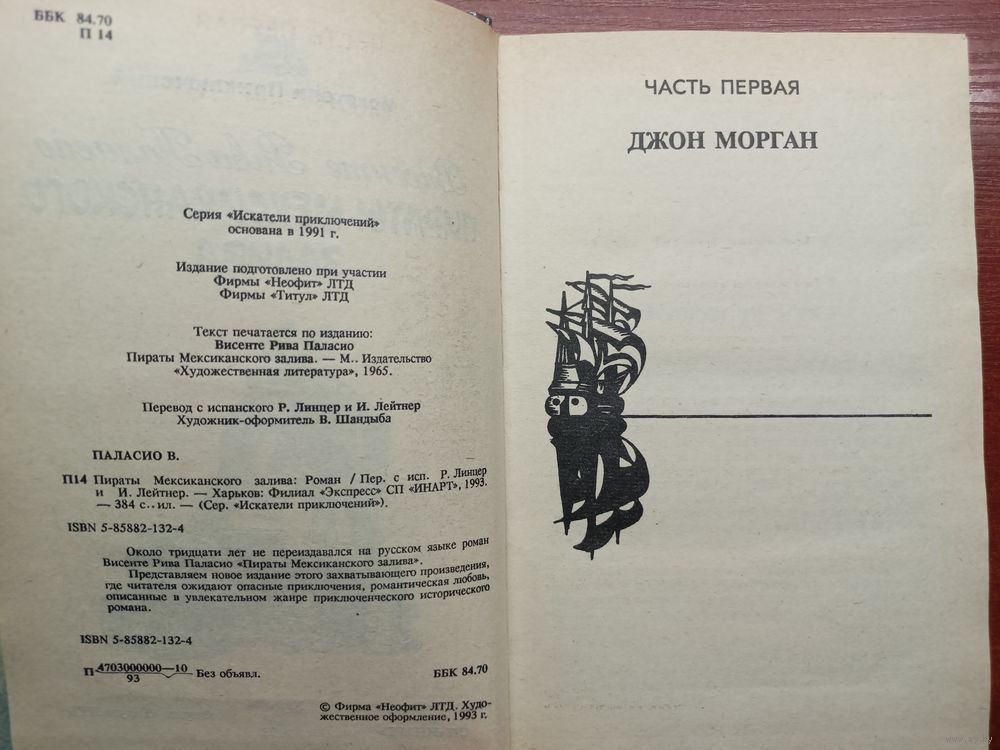 ББК 84.70
П 14
Серия «Искатели приключений»
основана в 1991 г.
Издание подготовлено при участии
Фирмы «Неофит» ЛТД
Фирмы «Титул» ЛТД
Текст печатается по изданию:
Висенте Рива Паласио
Пираты Мексиканского залива. — М.. Издательство
«Художественная литература», 1965.
Перевод с испанского Р. Линцер и И. Лейтнер
Художник-оформитель В. Шандыба
ПАЛАСИО В.
П14 Пираты Мексиканского залива: Роман / Пер. с исп. Р. Линцер
и И. Лейтнер. — Харьков: Филиал «Экспресс» СП «ИНАРТ», 1993.
— 384 с.. ил. — (Сер. «Искатели приключений»).
ISBN 5-85882-132-4
Около тридцати лет не переиздавался на русском языке роман
Висенте Рива Паласио «Пираты Мексиканского залива».
Представляем новое издание этого захватывающего произведения,
где читателя ожидают опасные приключения, романтическая любовь,
описанные в увлекательном жанре приключенческого исторического
романа.
ISBN 5-85882-132-4
П 4703000000—10
93
Без объявл.
ББК 84.70
© Фирма «Неофит» ЛТД. Худо-
жественное оформление, 1993 г.
ЧАСТЬ ПЕРВАЯ
ДЖОН МОРГАН